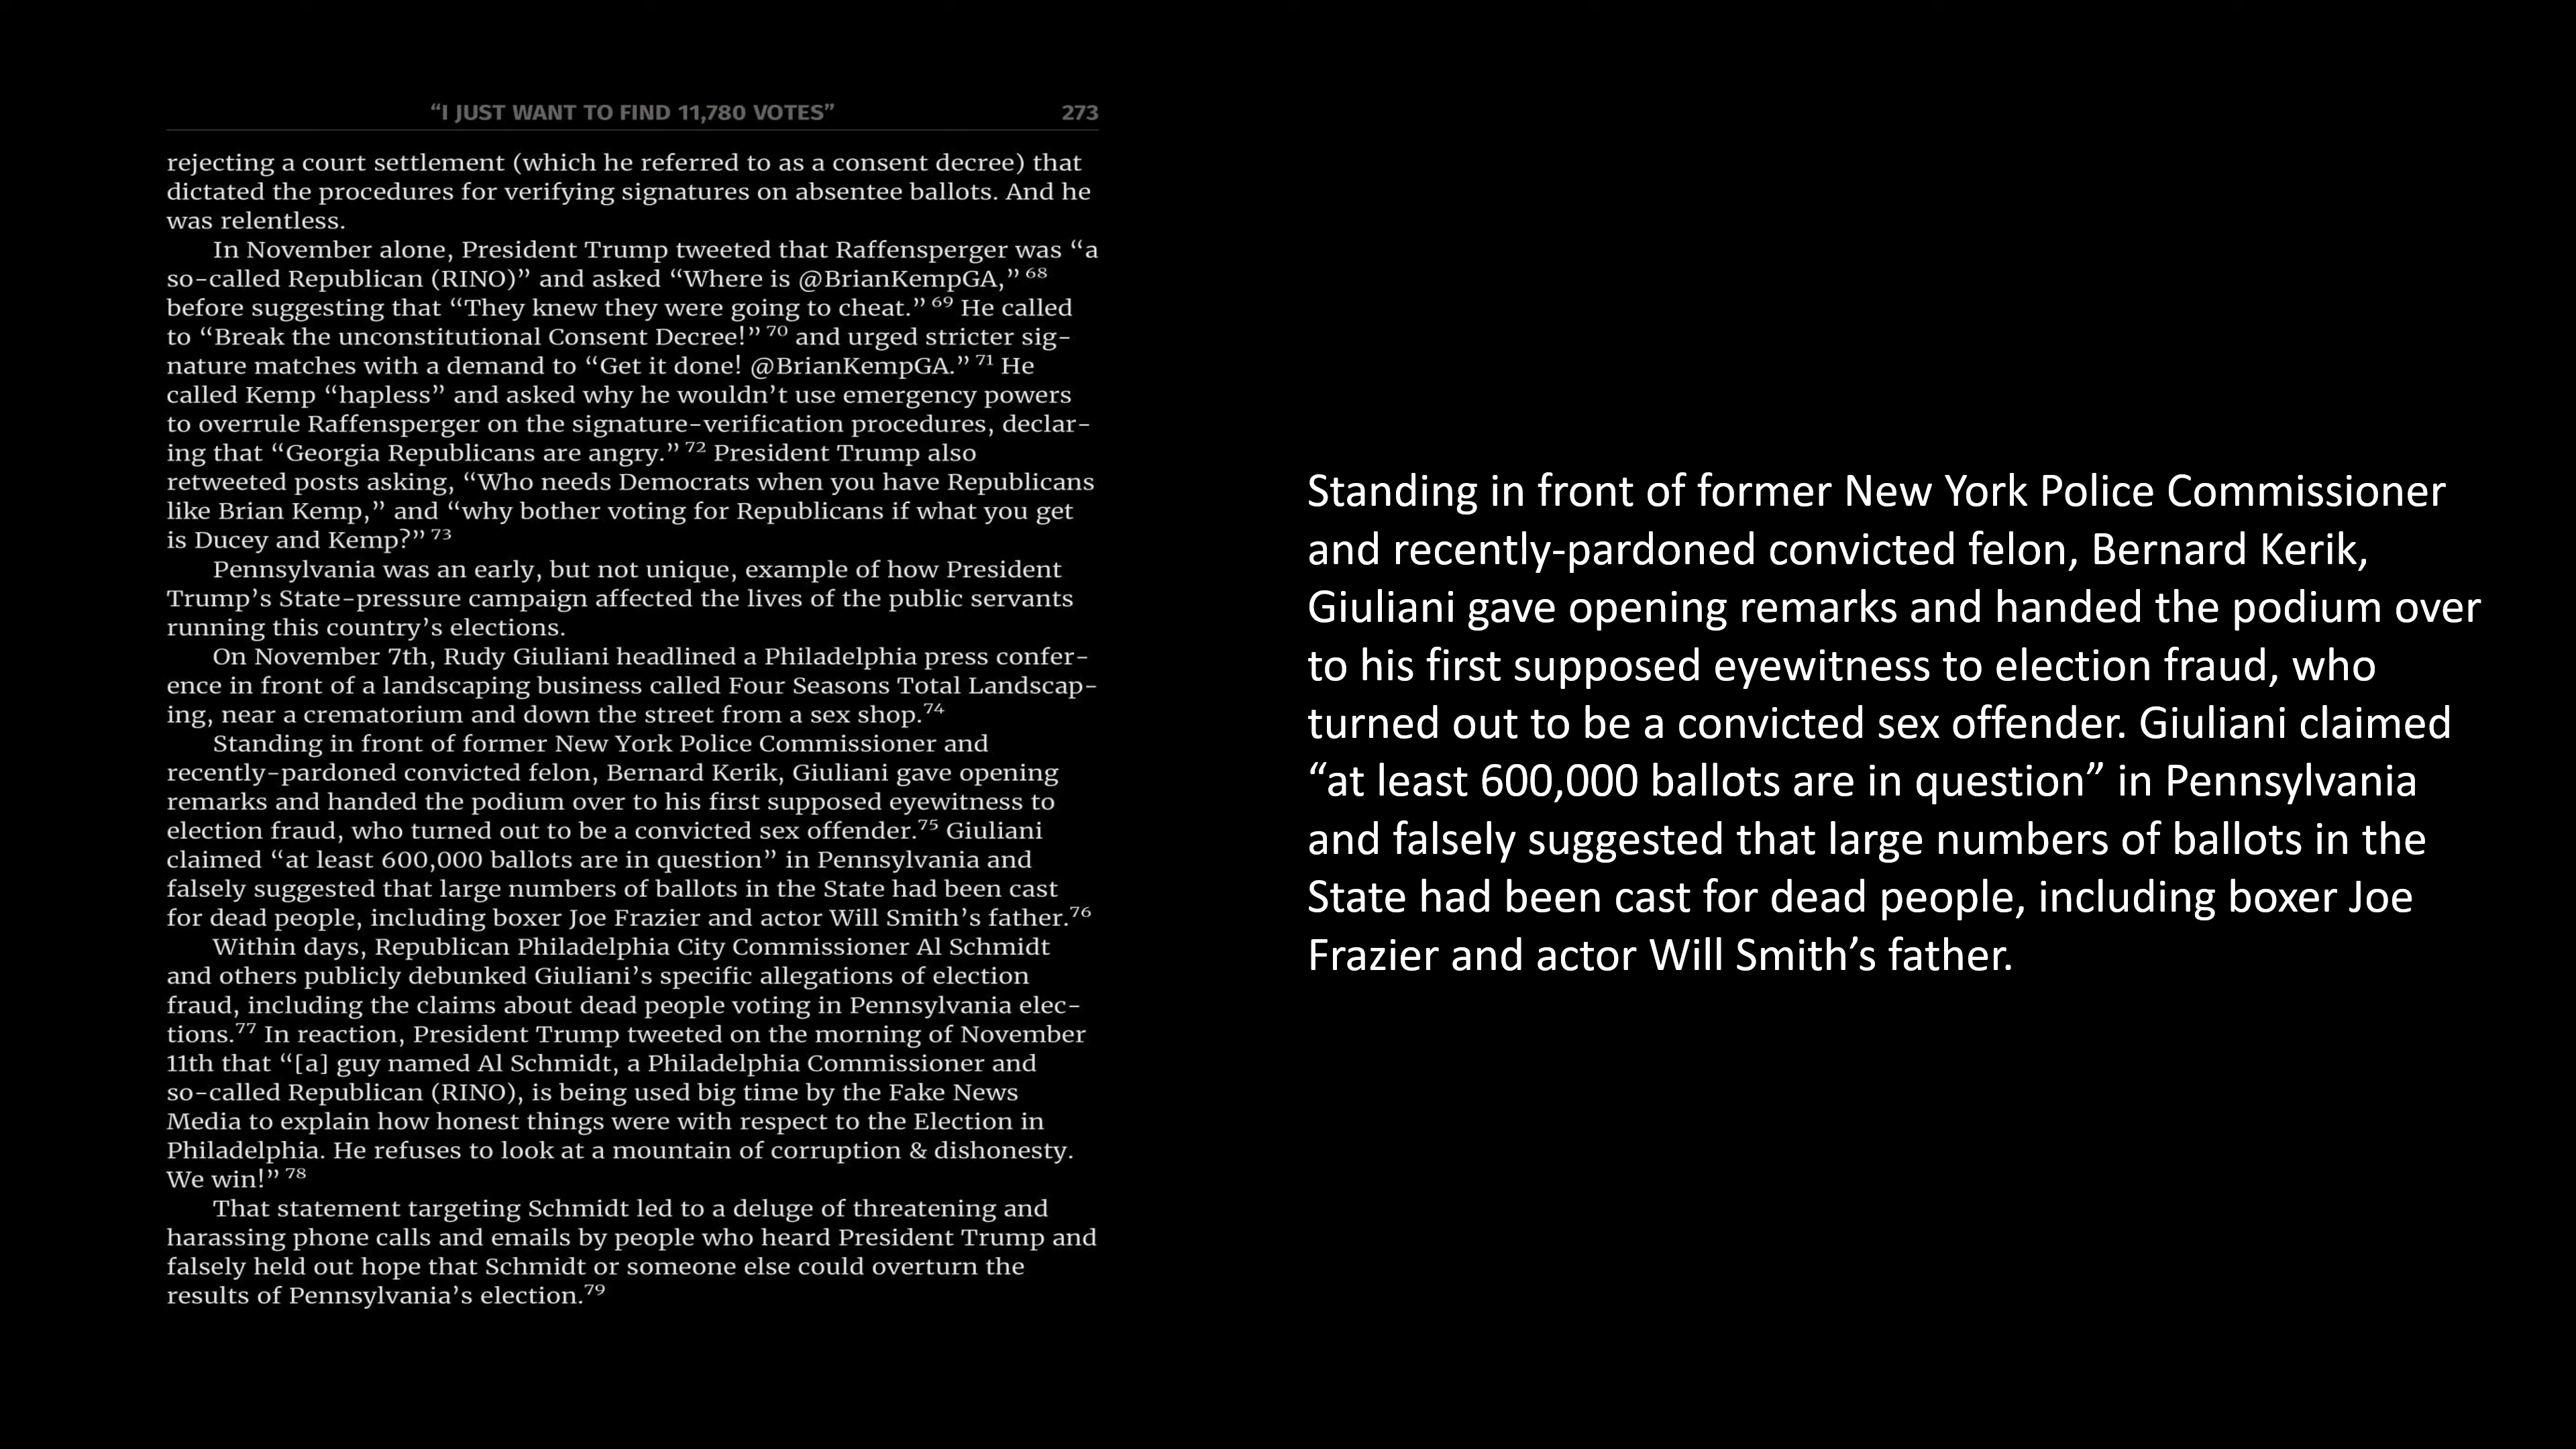 “I JUST WANT TO FIND 11,780 VOTES” 273
rejecting a court settlement (which he referred to as a consent decree) that
dictated the procedures for verifying signatures on absentee ballots. And he
was relentless.
In November alone, President Trump tweeted that Raffensperger was “a
so-called Republican (RINO)” and asked “Where is @BrianKempGA,” 68
before suggesting that “They knew they were going to cheat.” 69 He called
to “Break the unconstitutional Consent Decree!” 70 and urged stricter sig-
nature matches with a demand to “Get it done! @BrianKempGA.” 71 He
called Kemp “hapless” and asked why he wouldn’t use emergency powers
to overrule Raffensperger on the signature-verification procedures, declar-
ing that “Georgia Republicans are angry.” 72 President Trump also
retweeted posts asking, “Who needs Democrats when you have Republicans
like Brian Kemp,” and “why bother voting for Republicans if what you get
is Ducey and Kemp?” 73
Pennsylvania was an early, but not unique, example of how President
Trump’s State-pressure campaign affected the lives of the public servants
running this country’s elections.
On November 7th, Rudy Giuliani headlined a Philadelphia press confer-
ence in front of a landscaping business called Four Seasons Total Landscap-
ing, near a crematorium and down the street from a sex shop.74
Standing in front of former New York Police Commissioner and
recently-pardoned convicted felon, Bernard Kerik, Giuliani gave opening
remarks and handed the podium over to his first supposed eyewitness to
election fraud, who turned out to be a convicted sex offender.75 Giuliani
claimed “at least 600,000 ballots are in question” in Pennsylvania and
falsely suggested that large numbers of ballots in the State had been cast
for dead people, including boxer Joe Frazier and actor Will Smith’s father.76
Within days, Republican Philadelphia City Commissioner Al Schmidt
and others publicly debunked Giuliani’s specific allegations of election
fraud, including the claims about dead people voting in Pennsylvania elec-
tions.77 In reaction, President Trump tweeted on the morning of November
11th that “[a] guy named Al Schmidt, a Philadelphia Commissioner and
so-called Republican (RINO), is being used big time by the Fake News
Media to explain how honest things were with respect to the Election in
Philadelphia. He refuses to look at a mountain of corruption & dishonesty.
We win!” 78
That statement targeting Schmidt led to a deluge of threatening and
harassing phone calls and emails by people who heard President Trump and
falsely held out hope that Schmidt or someone else could overturn the
results of Pennsylvania’s election.79
Standing in front of former New York Police Commissioner
and recently-pardoned convicted felon, Bernard Kerik,
Giuliani gave opening remarks and handed the podium over
to his first supposed eyewitness to election fraud, who
turned out to be a convicted sex offender. Giuliani claimed
“at least 600,000 ballots are in question” in Pennsylvania
and falsely suggested that large numbers of ballots in the
State had been cast for dead people, including boxer Joe
Frazier and actor Will Smith’s father.